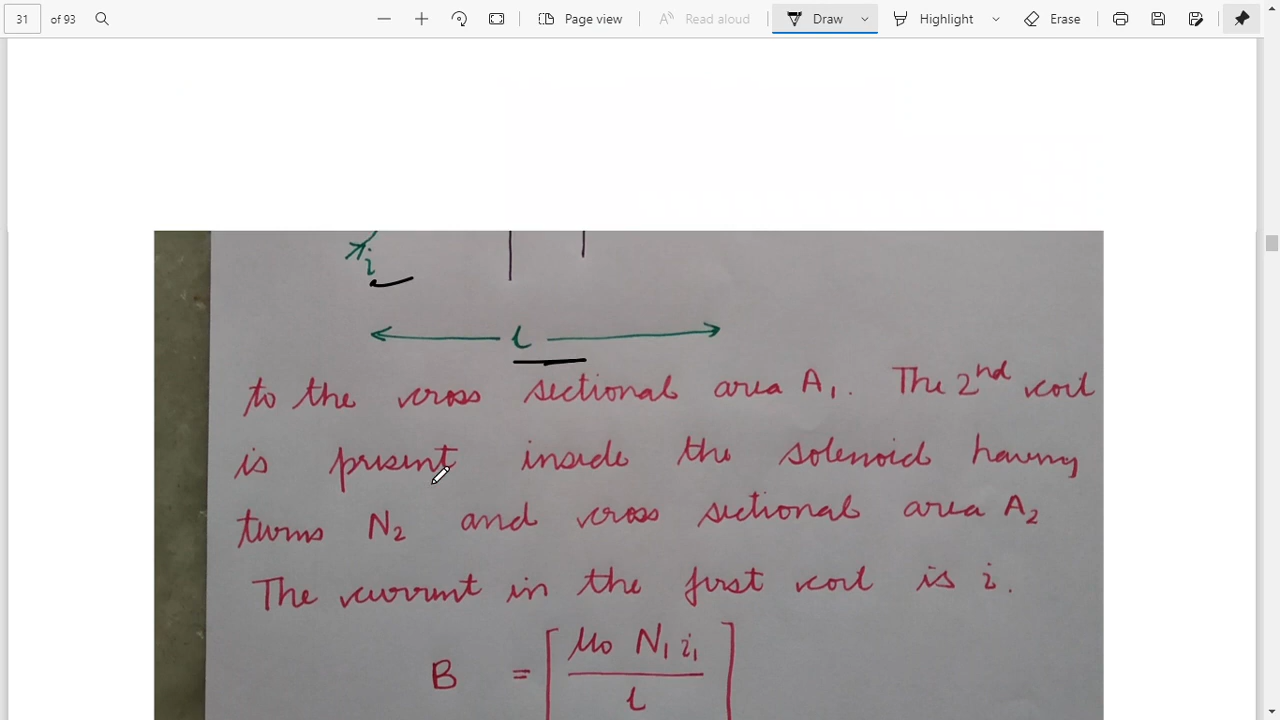 31 of 93 Page view Read aloud Draw Highlight Erase
i
l
to the cross sectional area A₁. The 2nd coil
is present inside the solenoid having
turns N₂ and cross sectional area A₂
The current in the first coil is i.
B = [μ₀ N₁ i₁ / l]